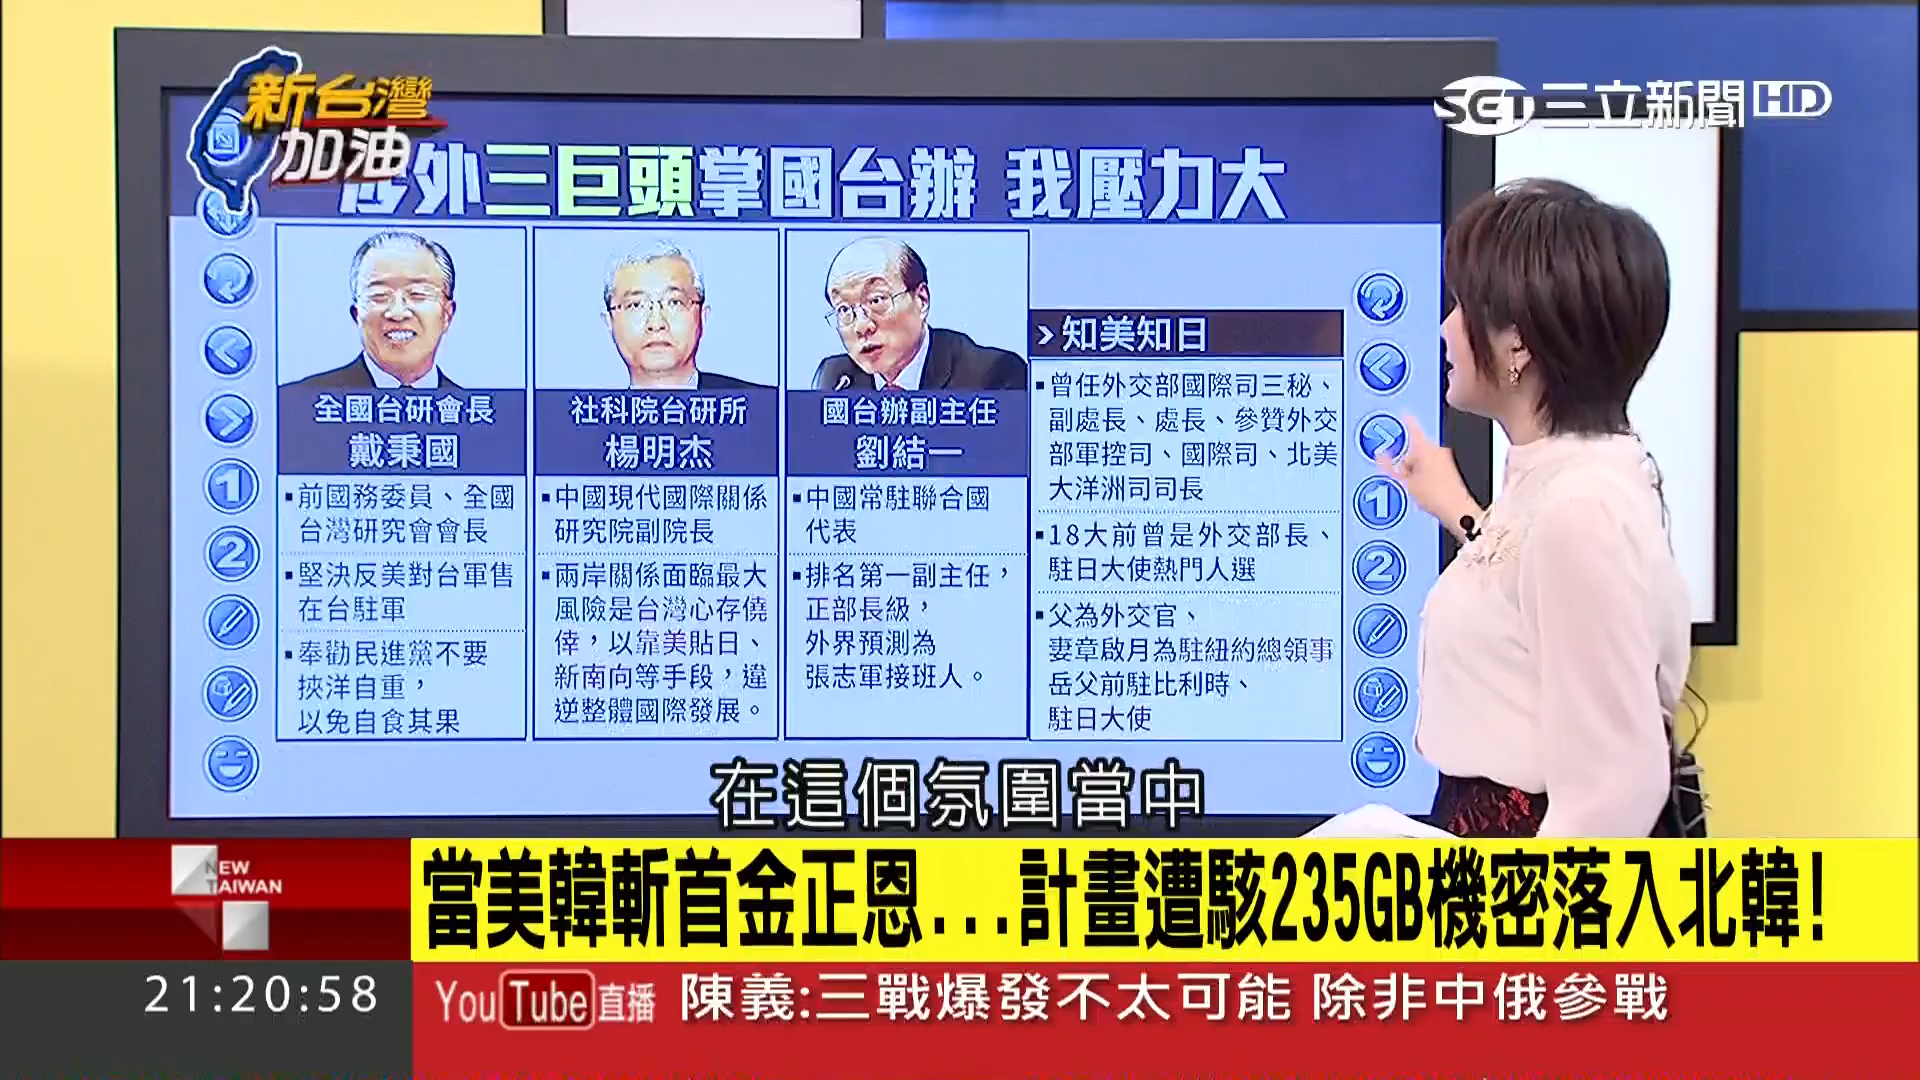 新台灣
加油
SET三立新聞HD
涉外三巨頭掌國台辦 我壓力大
全國台研會長
戴秉國
▪前國務委員、全國
台灣研究會會長
▪堅決反美對台軍售
在台駐軍
▪奉勸民進黨不要
挾洋自重，
以免自食其果
社科院台研所
楊明杰
▪中國現代國際關係
研究院副院長
▪兩岸關係面臨最大
風險是台灣心存僥
倖，以靠美貼日、
新南向等手段，違
逆整體國際發展。
國台辦副主任
劉結一
▪中國常駐聯合國
代表
▪排名第一副主任，
正部長級，
外界預測為
張志軍接班人。
>知美知日
▪曾任外交部國際司三秘、
副處長、處長、參贊外交
部軍控司、國際司、北美
大洋洲司司長
▪18大前曾是外交部長、
駐日大使熱門人選
▪父為外交官、
妻章啟月為駐紐約總領事
岳父前駐比利時、
駐日大使
1
2
1
2
在這個氛圍當中
NEW
TAIWAN
當美韓斬首金正恩...計畫遭駭235GB機密落入北韓!
21:20:58
YouTube直播
陳義:三戰爆發不太可能 除非中俄參戰